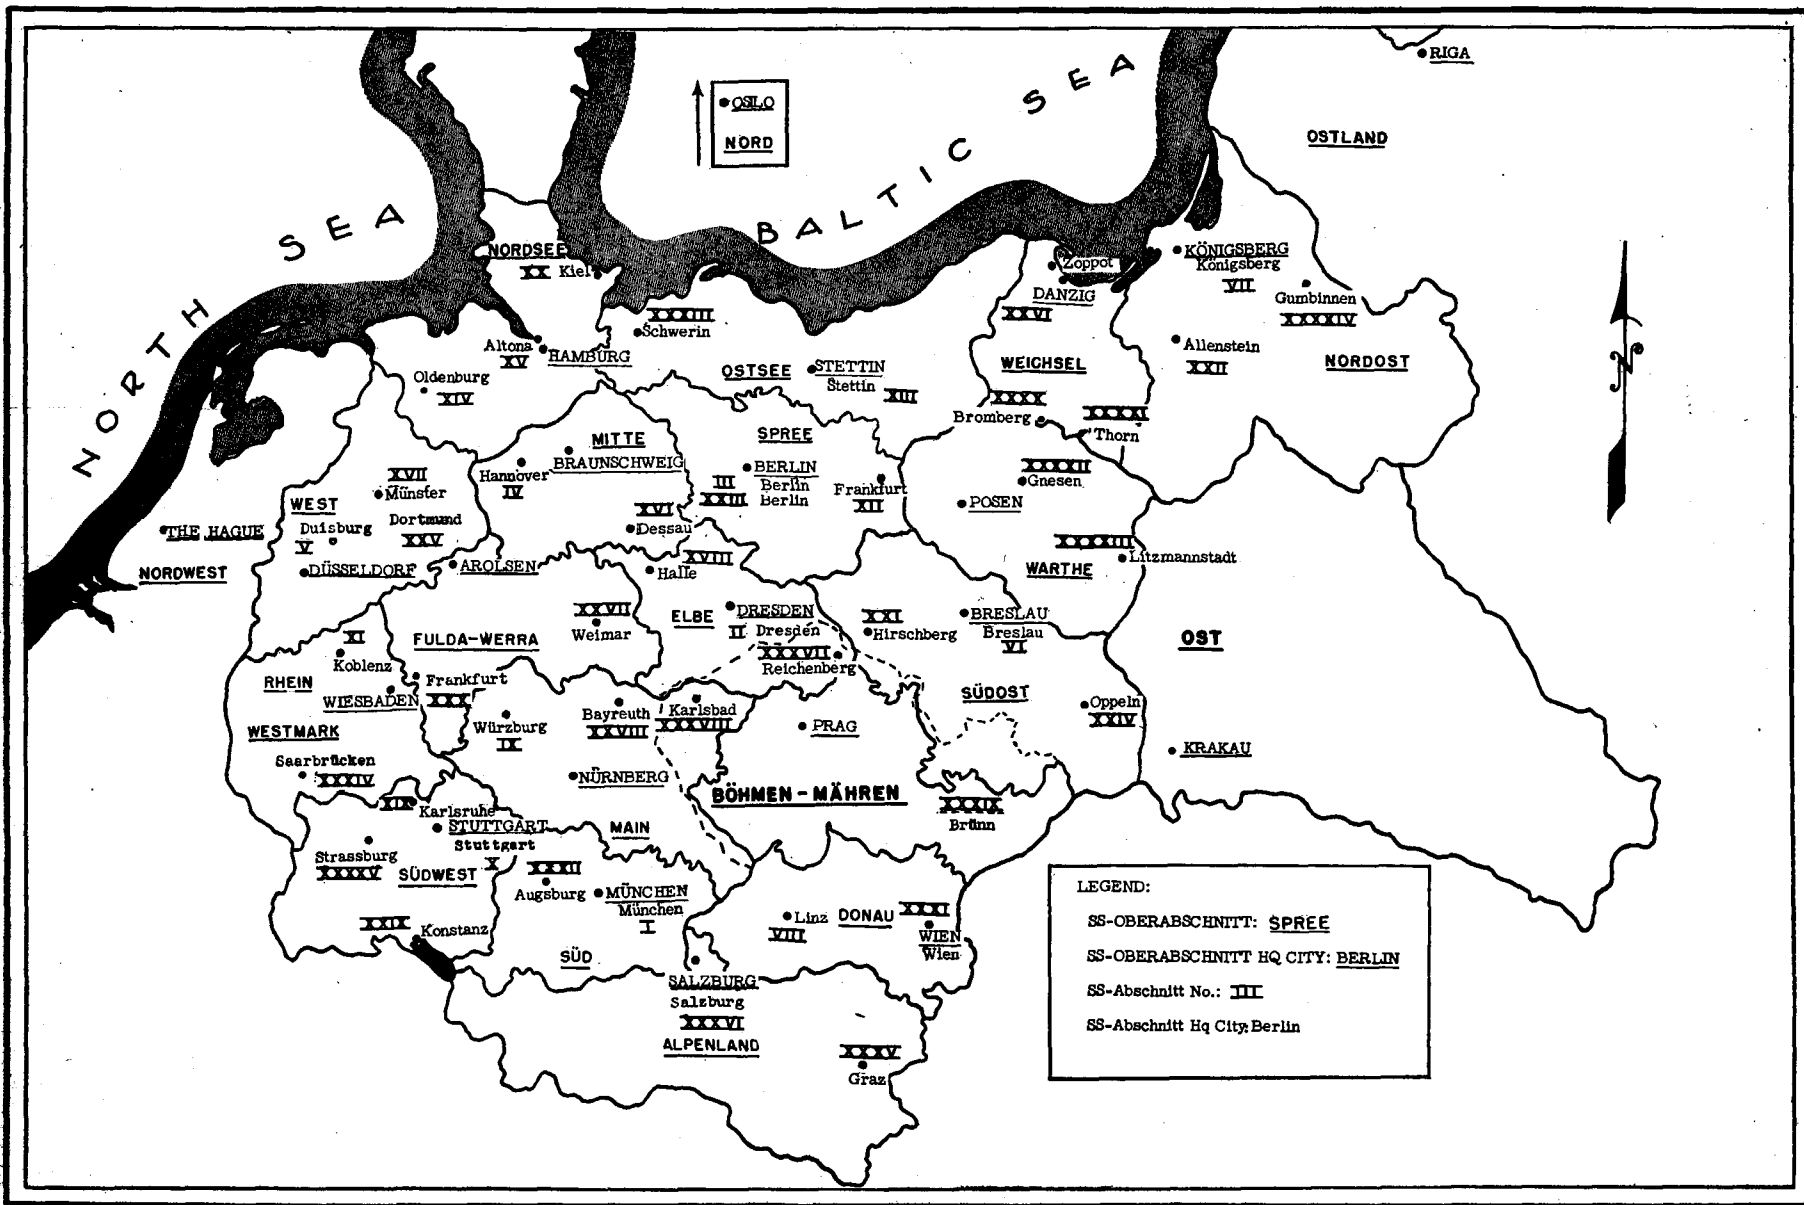 RIGA
OSLO
NORD
BALTIC SEA
OSTLAND
NORTH SEA
NORDSEE
XX Kiel
Zoppot
DANZIG
XXVI
KÖNIGSBERG
Königsberg
VII
Gumbinnen
XXXXIV
XXXIII
Schwerin
Altona
XV
HAMBURG
Oldenburg
XIV
OSTSEE
STETTIN
Stettin
XIII
WEICHSEL
Allenstein
XXII
NORDOST
XXXX
Bromberg
XXXXI
Thorn
MITTE
BRAUNSCHWEIG
Hannover
IV
SPREE
BERLIN
III Berlin
XXIII Berlin
Frankfurt
XII
XXXXII
Gnesen
POSEN
XVII
Münster
WEST
Duisburg
V
Dortmund
XXV
THE HAGUE
NORDWEST
DÜSSELDORF
AROLSEN
XVI
Dessau
XVIII
Halle
XXXXIII
Litzmannstadt
WARTHE
XXVII
Weimar
FULDA-WERRA
ELBE
DRESDEN
II Dresden
XXXVII
Reichenberg
XXI
Hirschberg
BRESLAU
Breslau
VI
OST
XI
Koblenz
RHEIN
WIESBADEN
Frankfurt
XXX
WESTMARK
Saarbrücken
XXXIV
Würzburg
IX
Bayreuth
XXVIII
Karlsbad
XXXVIII
PRAG
SÜDOST
Oppeln
XXIV
KRAKAU
NÜRNBERG
BÖHMEN-MÄHREN
XXXIX
Brünn
XIX
Karlsruhe
STUTTGART
Stuttgart
X
MAIN
Strassburg
XXXXV
SÜDWEST
XXXII
Augsburg
MÜNCHEN
München
I
XXIX
Konstanz
SÜD
Linz
VIII
DONAU
XXXI
WIEN
Wien
SALZBURG
Salzburg
XXXVI
ALPENLAND
XXXV
Graz
N
LEGEND:
SS-OBERABSCHNITT: SPREE
SS-OBERABSCHNITT HQ CITY: BERLIN
SS-Abschnitt No.: III
SS-Abschnitt Hq City: Berlin